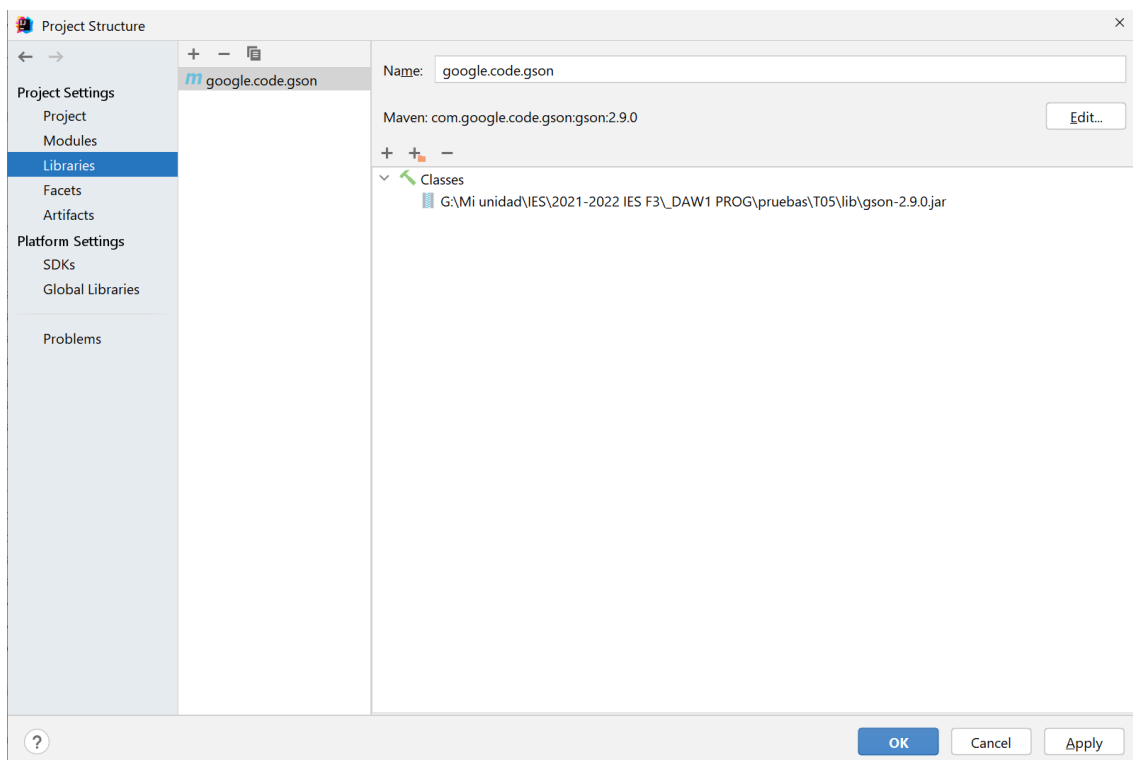 Project Structure
Project Settings
Project
Modules
Libraries
Facets
Artifacts
Platform Settings
SDKs
Global Libraries
Problems
google.code.gson
Name: google.code.gson
Maven: com.google.code.gson:gson:2.9.0
Edit...
Classes
G:\Mi unidad\IES\2021-2022 IES F3\_DAW1 PROG\pruebas\T05\lib\gson-2.9.0.jar
?
OK Cancel Apply